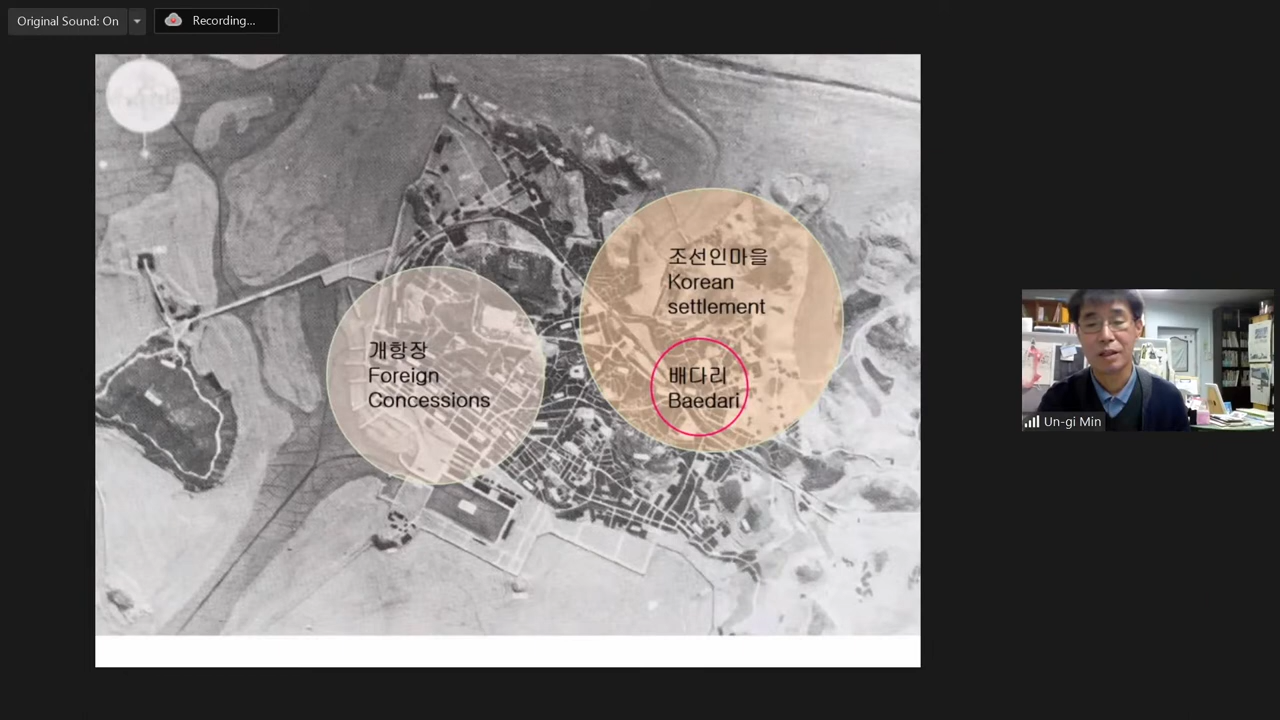 Original Sound: On
Recording...
개항장
Foreign
Concessions
조선인마을
Korean
settlement
배다리
Baedari
Un-gi Min